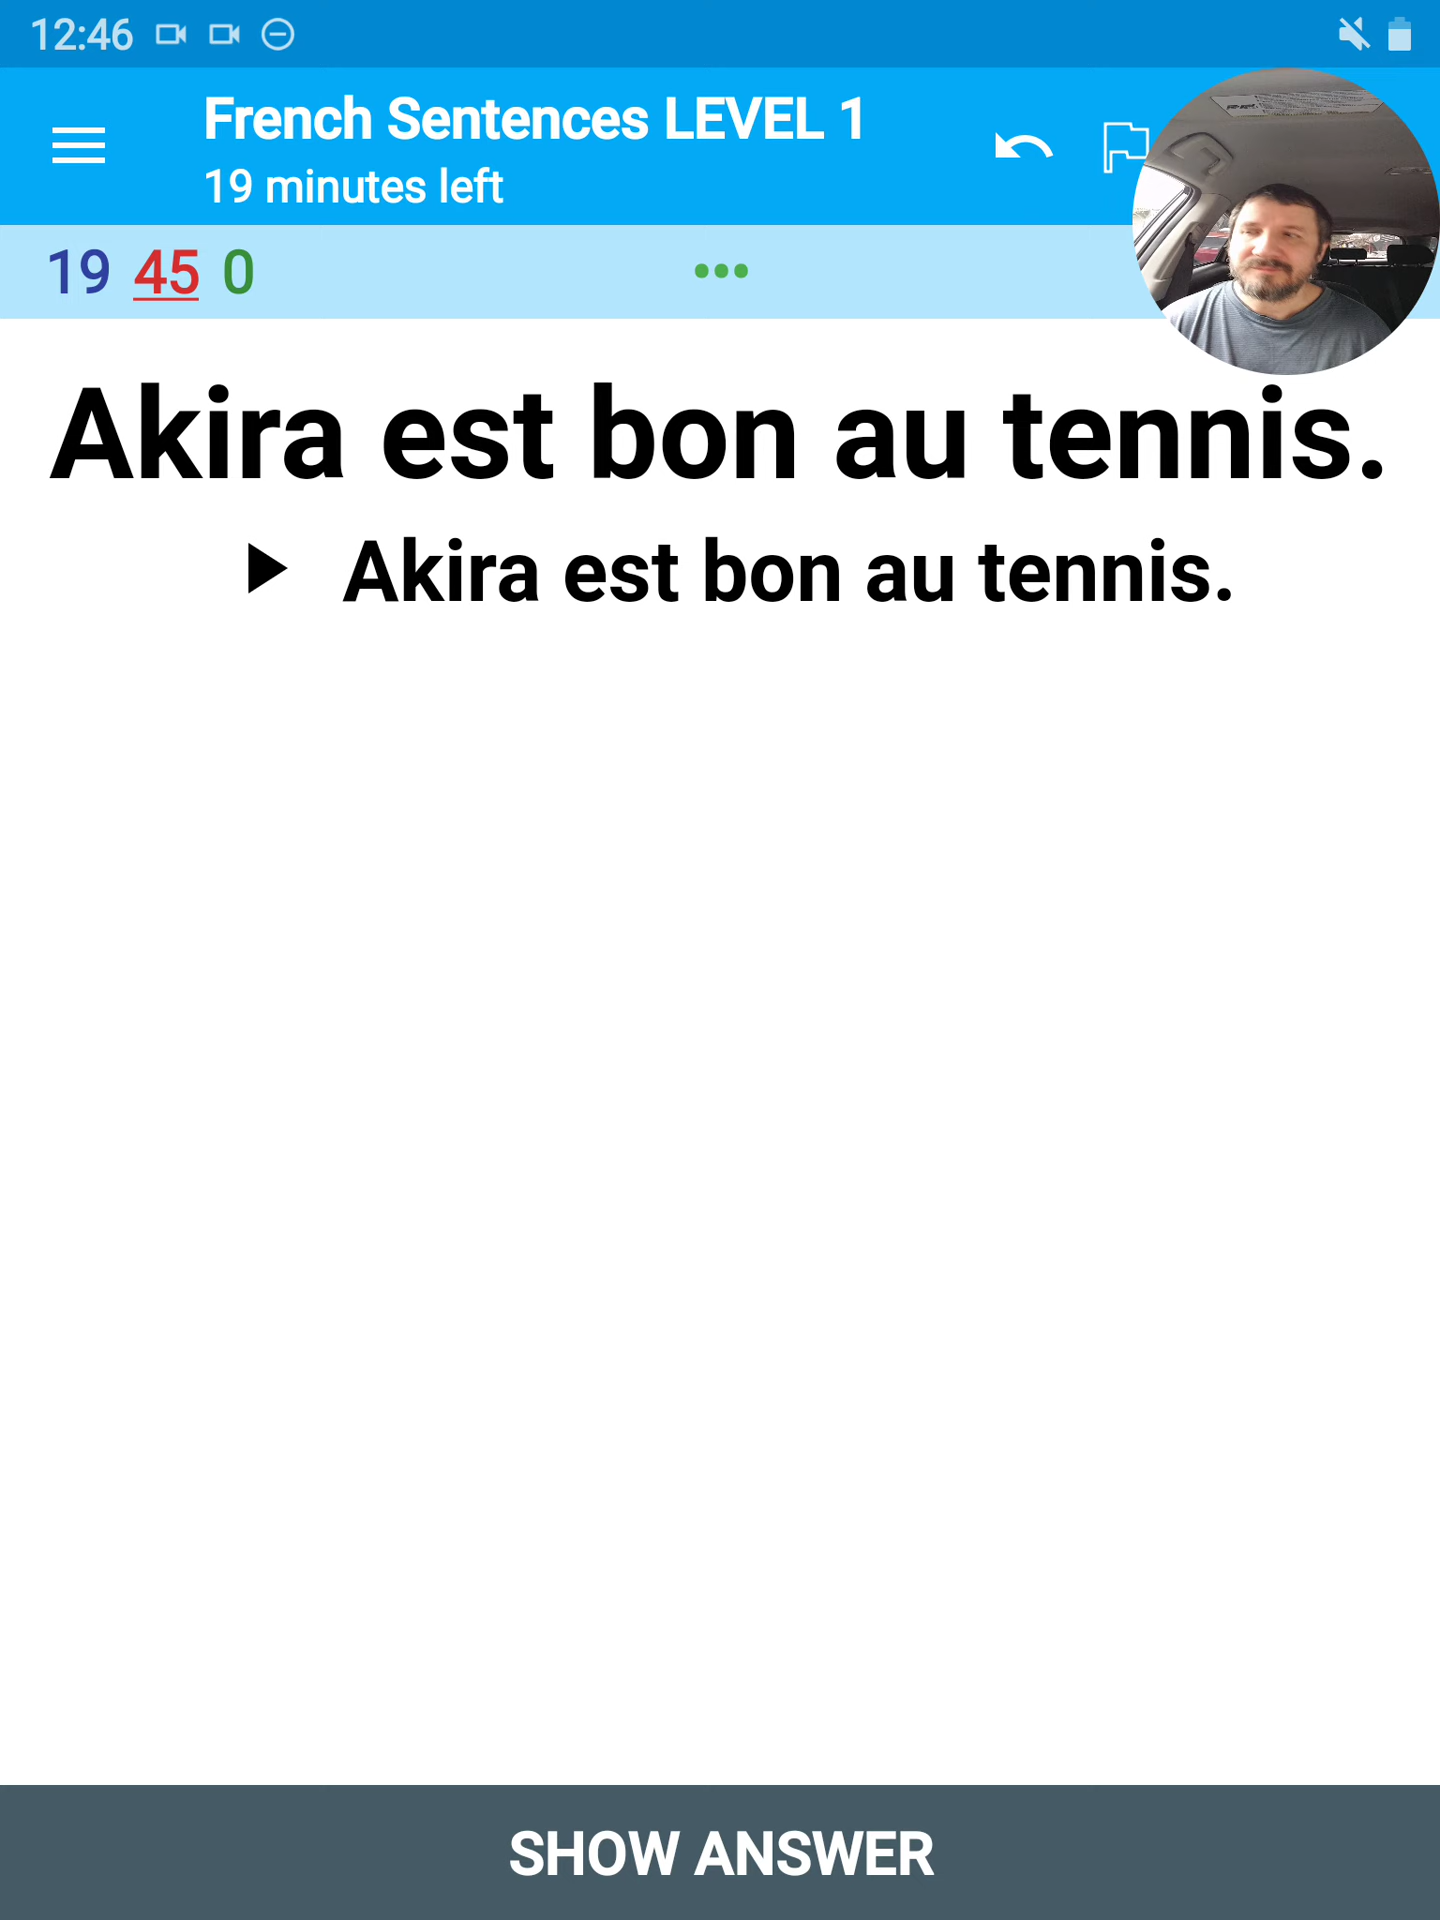 12:46
French Sentences LEVEL 1
19 minutes left
19 45 0
Akira est bon au tennis.
Akira est bon au tennis.
SHOW ANSWER